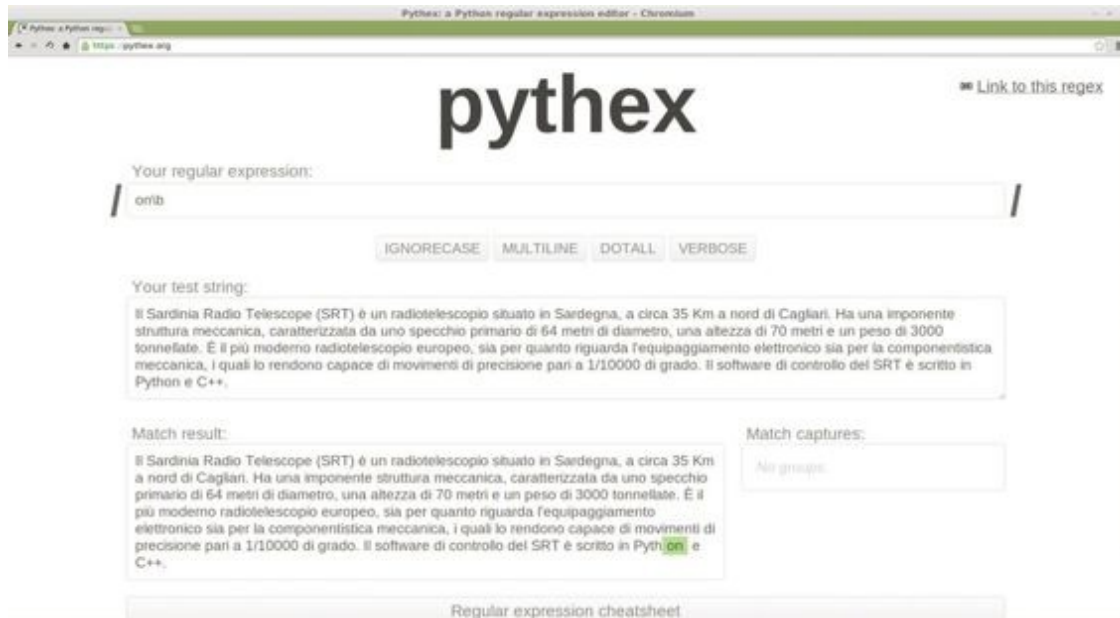 Pythex: a Python regular expression editor - Chromium
Pythex: a Python reg
https://pythex.org
pythex
Link to this regex
Your regular expression:
/ on\b /
IGNORECASE MULTILINE DOTALL VERBOSE
Your test string:
Il Sardinia Radio Telescope (SRT) è un radiotelescopio situato in Sardegna, a circa 35 Km a nord di Cagliari. Ha una imponente
struttura meccanica, caratterizzata da uno specchio primario di 64 metri di diametro, una altezza di 70 metri e un peso di 3000
tonnellate. È il più moderno radiotelescopio europeo, sia per quanto riguarda l'equipaggiamento elettronico sia per la componentistica
meccanica, i quali lo rendono capace di movimenti di precisione pari a 1/10000 di grado. Il software di controllo del SRT è scritto in
Python e C++.
Match result:
Il Sardinia Radio Telescope (SRT) è un radiotelescopio situato in Sardegna, a circa 35 Km
a nord di Cagliari. Ha una imponente struttura meccanica, caratterizzata da uno specchio
primario di 64 metri di diametro, una altezza di 70 metri e un peso di 3000 tonnellate. È il
più moderno radiotelescopio europeo, sia per quanto riguarda l'equipaggiamento
elettronico sia per la componentistica meccanica, i quali lo rendono capace di movimenti di
precisione pari a 1/10000 di grado. Il software di controllo del SRT è scritto in Python e
C++.
Match captures:
No groups.
Regular expression cheatsheet